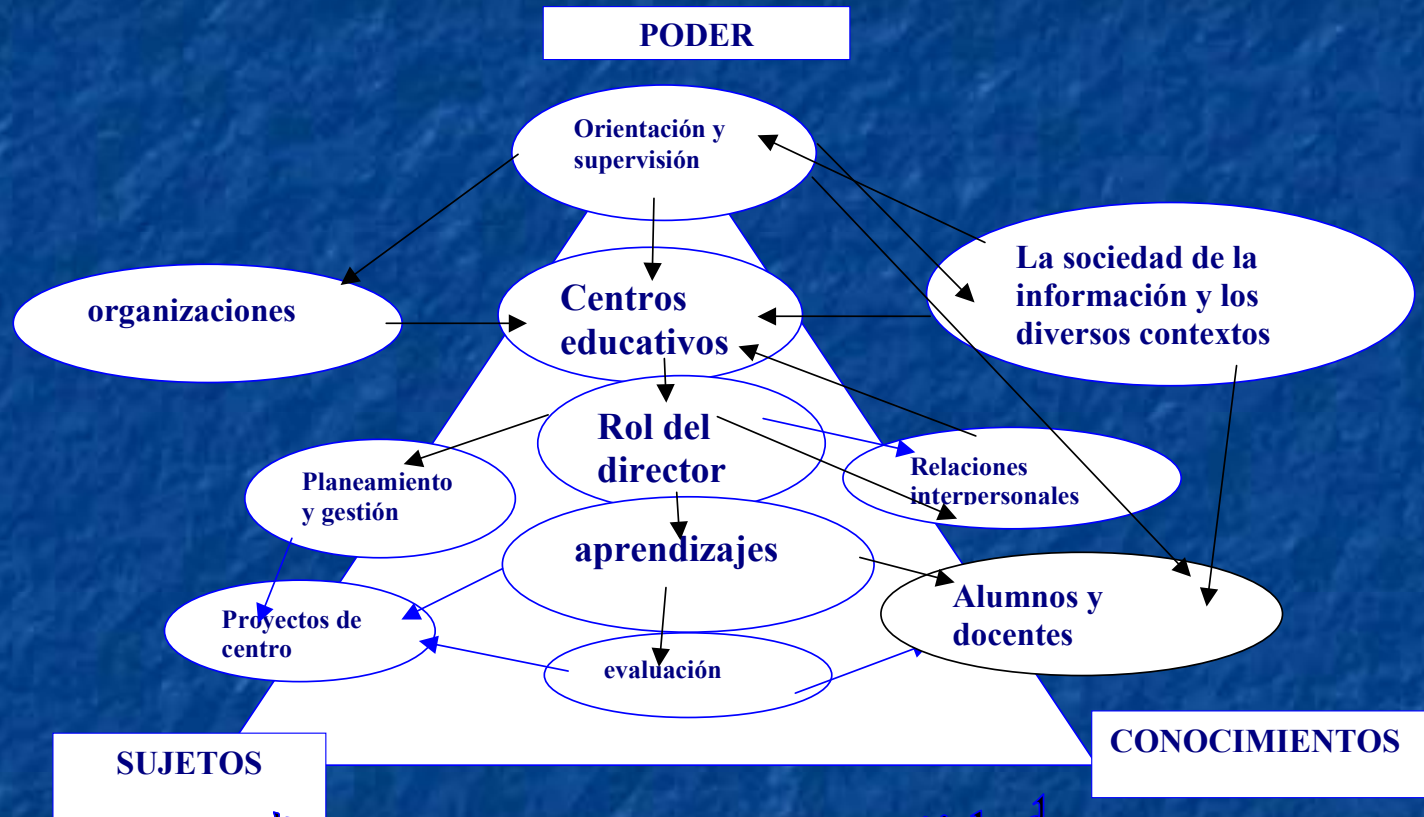 PODER
Orientación y
supervisión
La sociedad de la
información y los
diversos contextos
organizaciones
Centros
educativos
Rol del
director
Relaciones
interpersonales
Planeamiento
y gestión
aprendizajes
Alumnos y
docentes
Proyectos de
centro
evaluación
SUJETOS
CONOCIMIENTOS